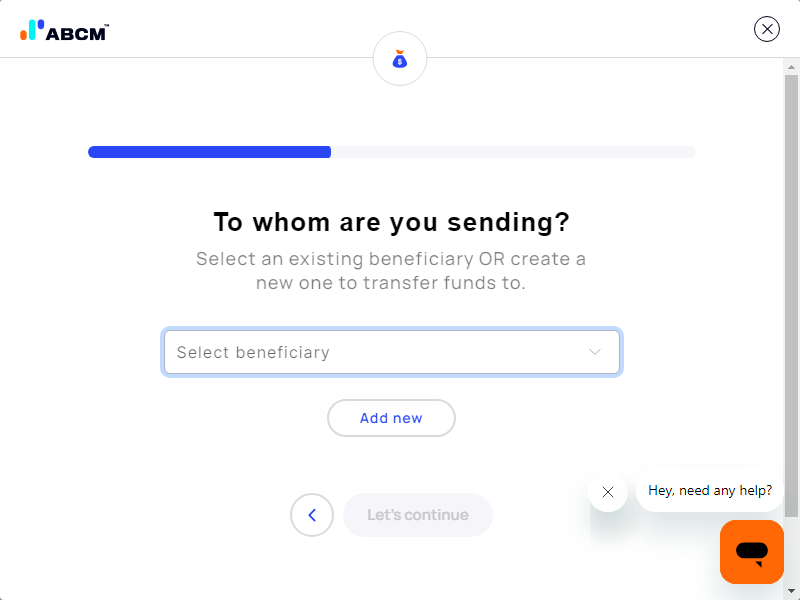 ABCM™
$
To whom are you sending?
Select an existing beneficiary OR create a
new one to transfer funds to.
Select beneficiary
Add new
Let's continue
Hey, need any help?